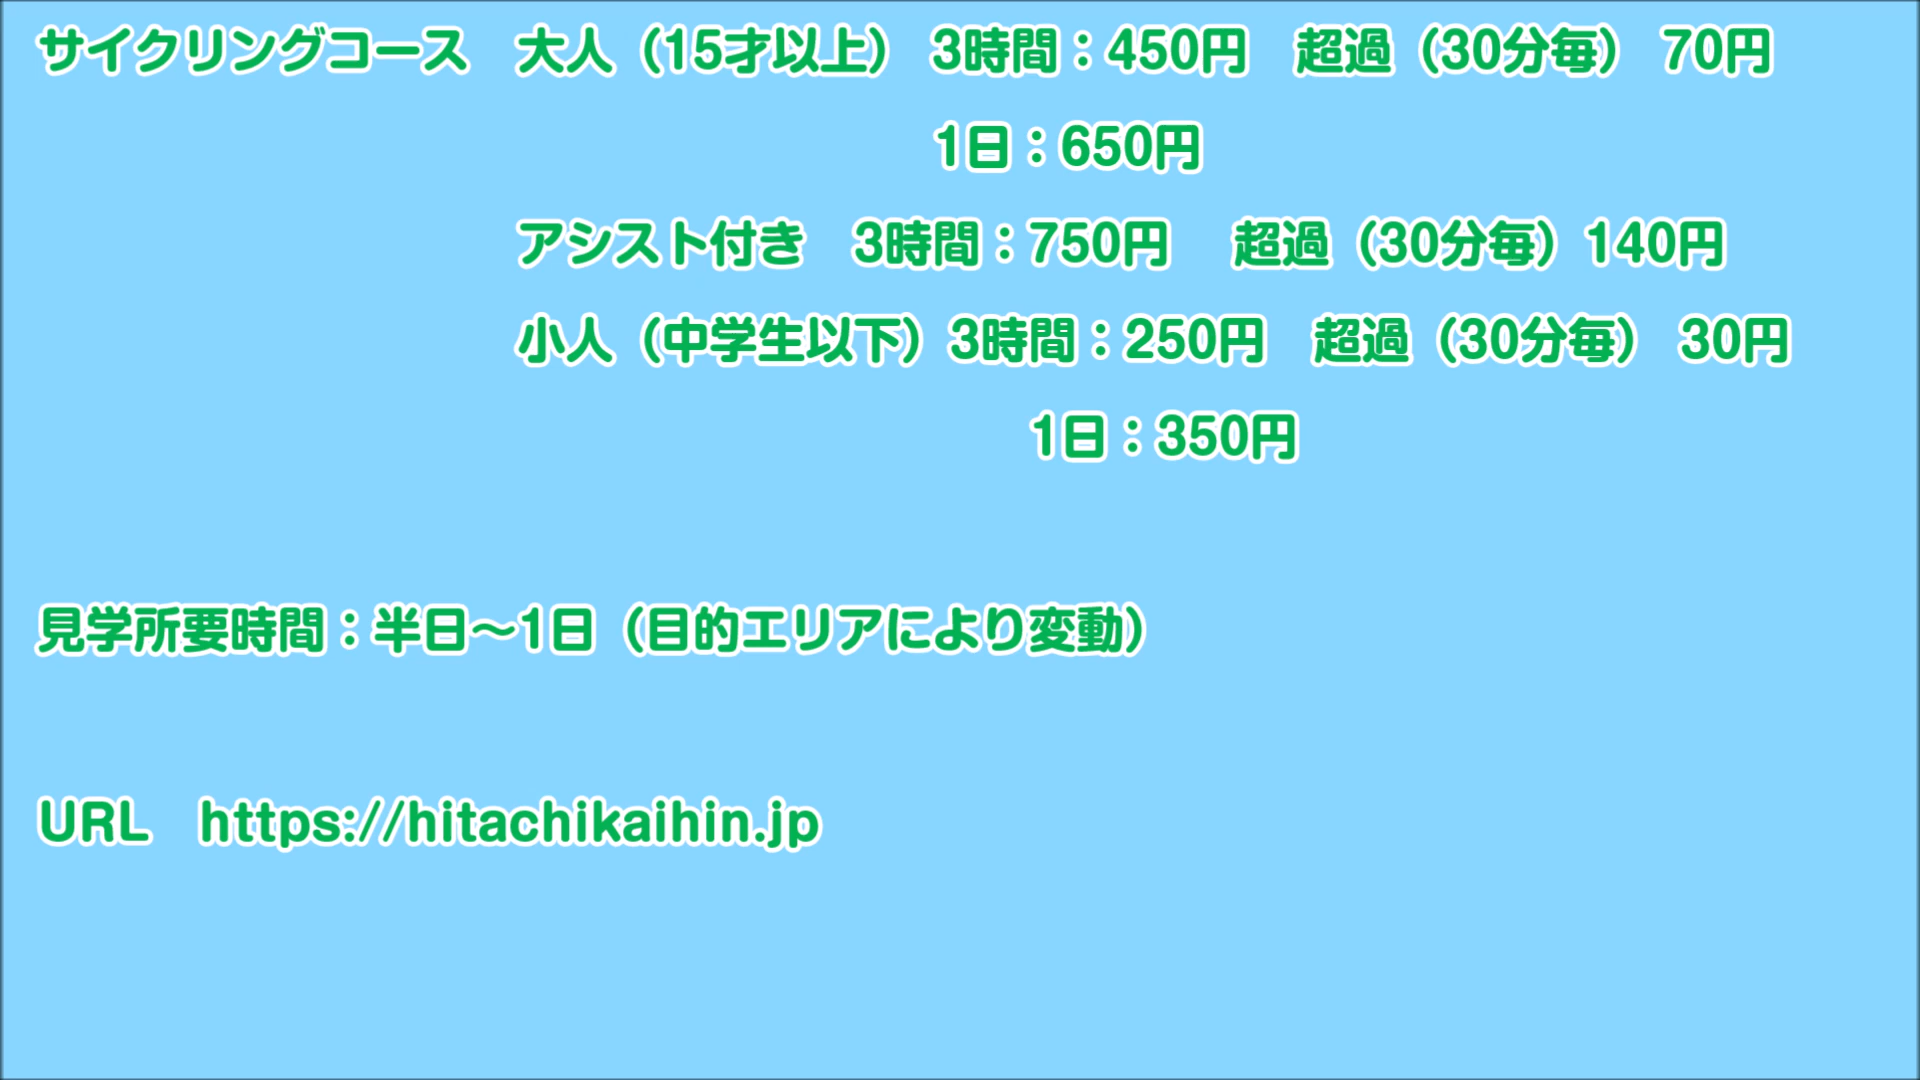 サイクリングコース　大人（15才以上） 3時間：450円　超過（30分毎） 70円
1日：650円
アシスト付き　3時間：750円　 超過（30分毎）140円
小人（中学生以下）3時間：250円　超過（30分毎） 30円
1日：350円
見学所要時間：半日～1日（目的エリアにより変動）
URL　https://hitachikaihin.jp